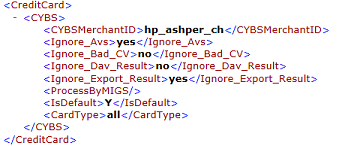 <CreditCard>
- <CYBS>
<CYBSMerchantID>hp_ashper_ch</CYBSMerchantID>
<Ignore_Avs>yes</Ignore_Avs>
<Ignore_Bad_CV>no</Ignore_Bad_CV>
<Ignore_Dav_Result>no</Ignore_Dav_Result>
<Ignore_Export_Result>yes</Ignore_Export_Result>
<ProcessByMIGS/>
<IsDefault>Y</IsDefault>
<CardType>all</CardType>
</CYBS>
</CreditCard>